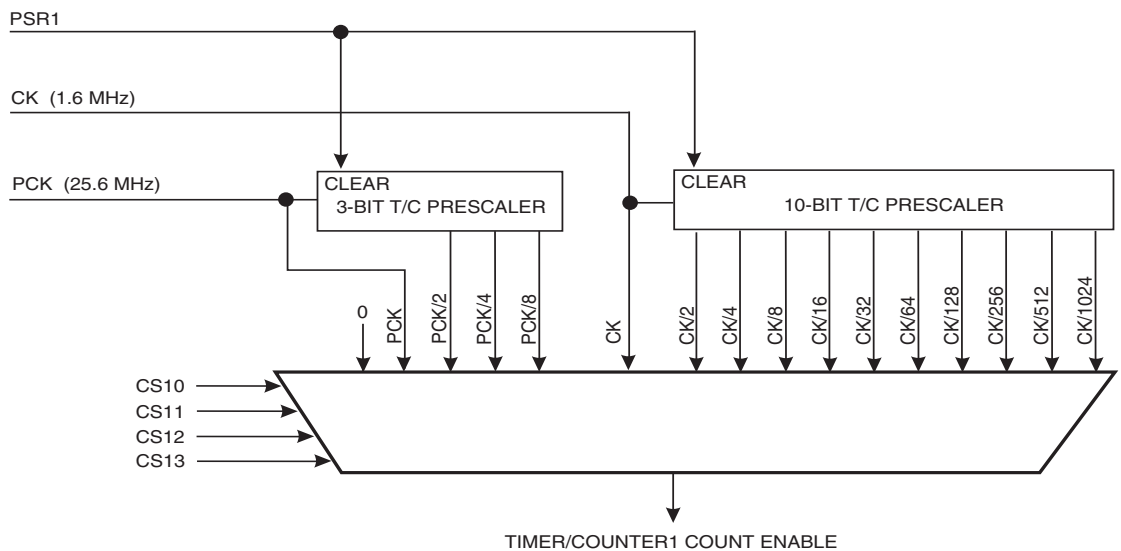 PSR1
CK (1.6 MHz)
PCK (25.6 MHz)
CLEAR
3-BIT T/C PRESCALER
CLEAR
10-BIT T/C PRESCALER
0
PCK
PCK/2
PCK/4
PCK/8
CK
CK/2
CK/4
CK/8
CK/16
CK/32
CK/64
CK/128
CK/256
CK/512
CK/1024
CS10
CS11
CS12
CS13
TIMER/COUNTER1 COUNT ENABLE